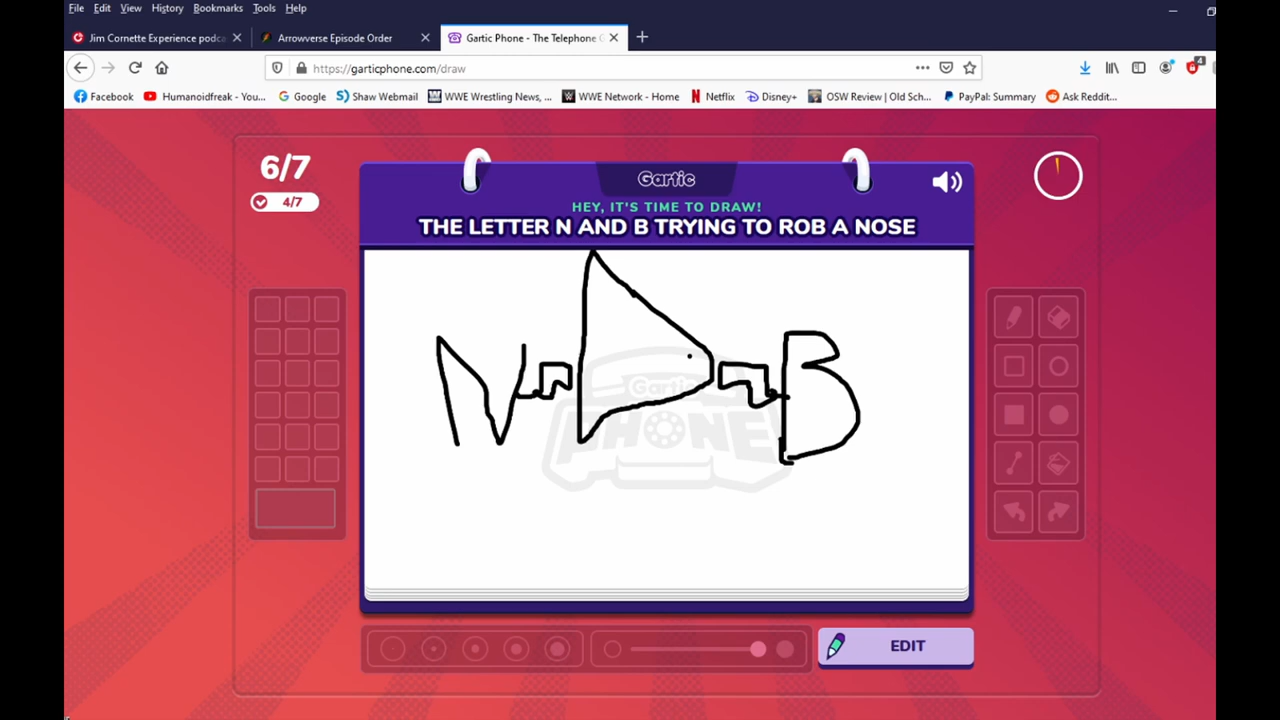 File Edit View History Bookmarks Tools Help
Jim Cornette Experience podca Arrowverse Episode Order Gartic Phone - The Telephone G
https://garticphone.com/draw
Facebook Humanoidfreak - You... Google Shaw Webmail WWE Wrestling News, ... WWE Network - Home Netflix Disney+ OSW Review | Old Sch... PayPal: Summary Ask Reddit... 4
6/7
4/7
Gartic
HEY, IT'S TIME TO DRAW!
THE LETTER N AND B TRYING TO ROB A NOSE
N B
Gartic
PHONE
EDIT